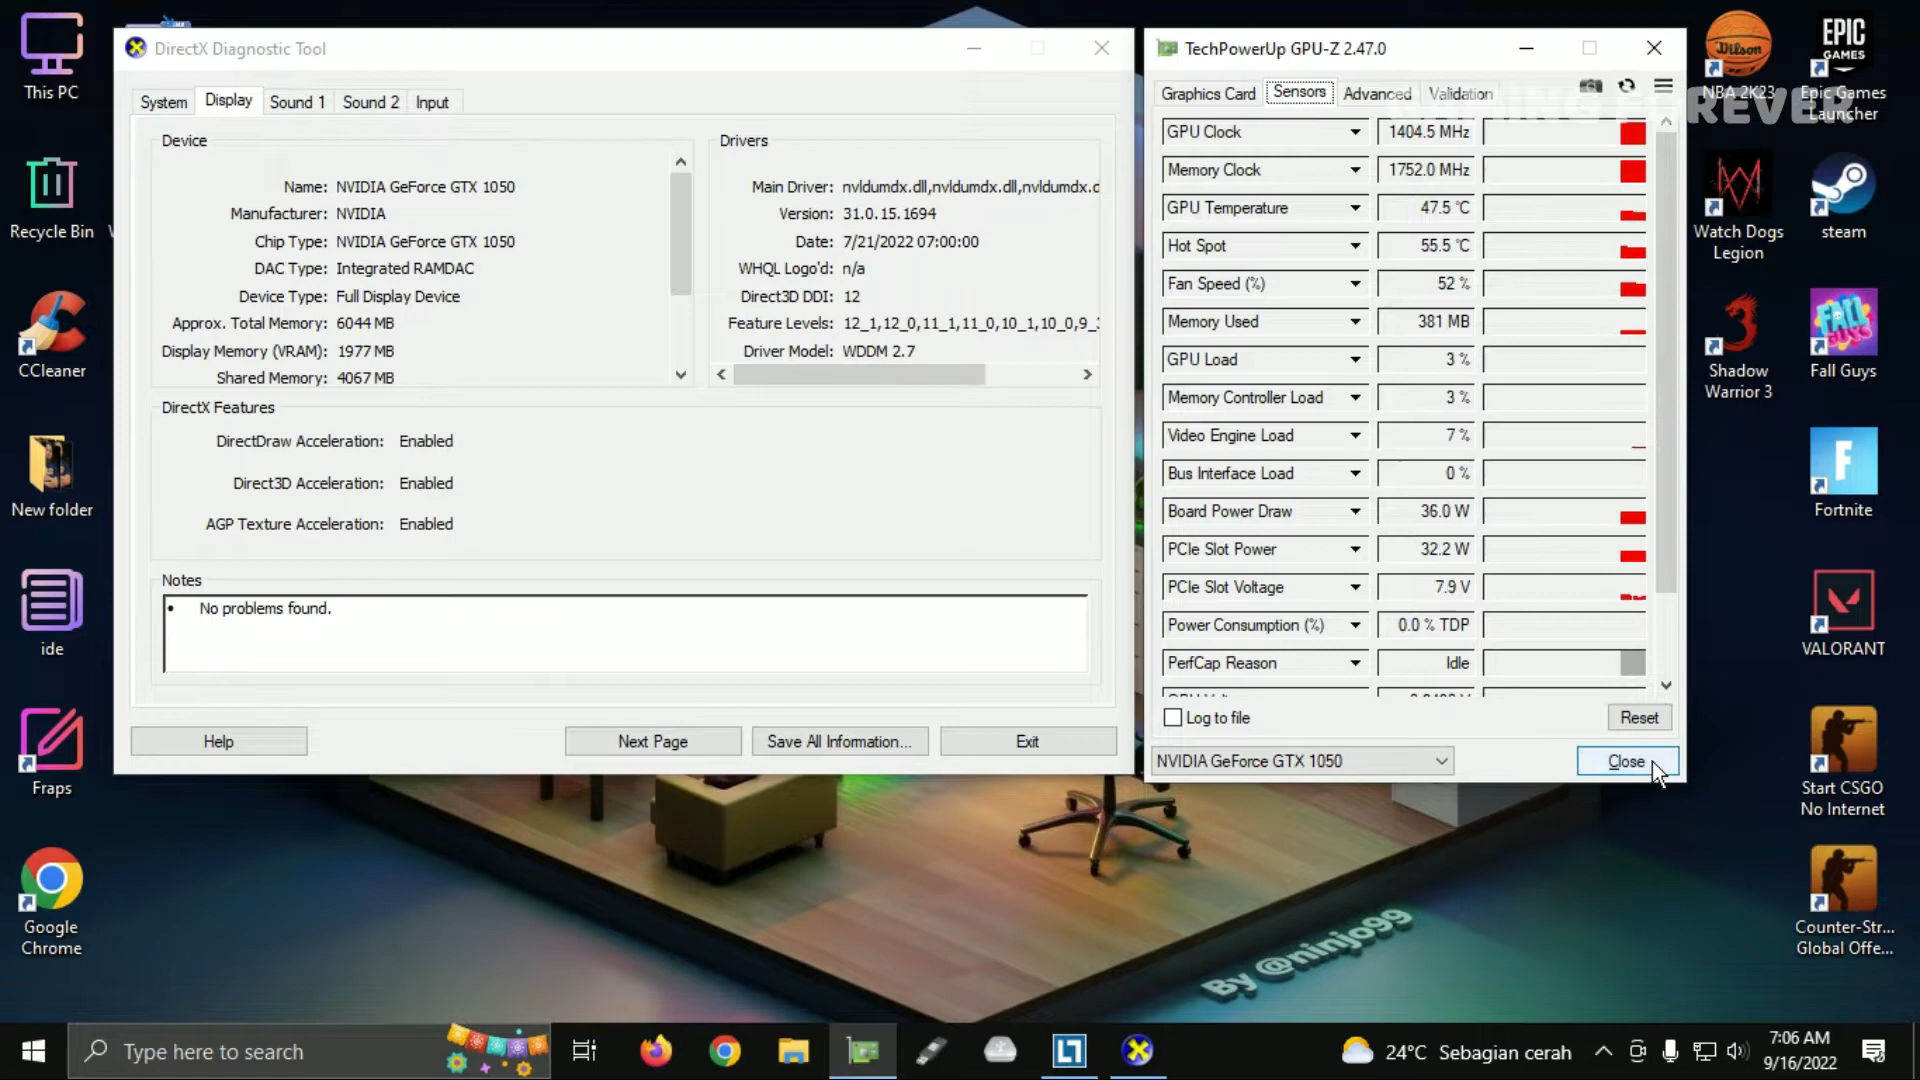 This PC
Recycle Bin
CCleaner
New folder
ide
Fraps
Google
Chrome
DirectX Diagnostic Tool
System
Display
Sound 1
Sound 2
Input
Device
Name: NVIDIA GeForce GTX 1050
Manufacturer: NVIDIA
Chip Type: NVIDIA GeForce GTX 1050
DAC Type: Integrated RAMDAC
Device Type: Full Display Device
Approx. Total Memory: 6044 MB
Display Memory (VRAM): 1977 MB
Shared Memory: 4067 MB
Drivers
Main Driver: nvldumdx.dll,nvldumdx.dll,nvldumdx.d
Version: 31.0.15.1694
Date: 7/21/2022 07:00:00
WHQL Logo'd: n/a
Direct3D DDI: 12
Feature Levels: 12_1,12_0,11_1,11_0,10_1,10_0,9_
Driver Model: WDDM 2.7
DirectX Features
DirectDraw Acceleration: Enabled
Direct3D Acceleration: Enabled
AGP Texture Acceleration: Enabled
Notes
• No problems found.
Help
Next Page
Save All Information...
Exit
TechPowerUp GPU-Z 2.47.0
Graphics Card
Sensors
Advanced
Validation
GPU Clock 1404.5 MHz
Memory Clock 1752.0 MHz
GPU Temperature 47.5 °C
Hot Spot 55.5 °C
Fan Speed (%) 52 %
Memory Used 381 MB
GPU Load 3 %
Memory Controller Load 3 %
Video Engine Load 7 %
Bus Interface Load 0 %
Board Power Draw 36.0 W
PCIe Slot Power 32.2 W
PCIe Slot Voltage 7.9 V
Power Consumption (%) 0.0 % TDP
PerfCap Reason Idle
Log to file
Reset
NVIDIA GeForce GTX 1050
Close
FOREVER
Wilson
NBA 2K23
EPIC
GAMES
Epic Games
Launcher
Watch Dogs
Legion
steam
Shadow
Warrior 3
FALL
GUYS
Fall Guys
F
Fortnite
VALORANT
Start CSGO
No Internet
Counter-Str...
Global Offe...
By @ninjo99
Type here to search
24°C Sebagian cerah
7:06 AM
9/16/2022